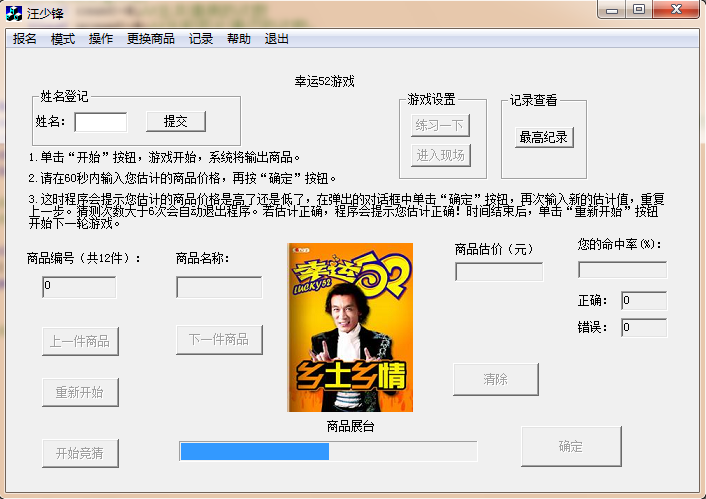 汪少锋
报名 模式 操作 更换商品 记录 帮助 退出
幸运52游戏
姓名登记
姓名：
提交
游戏设置
练习一下
进入现场
记录查看
最高纪录
1.单击“开始”按钮，游戏开始，系统将输出商品。
2.请在60秒内输入您估计的商品价格，再按“确定”按钮。
3.这时程序会提示您估计的商品价格是高了还是低了，在弹出的对话框中单击“确定”按钮，再次输入新的估计值，重复
上一步。猜测次数大于6次会自动退出程序。若估计正确，程序会提示您估计正确！时间结束后，单击“重新开始”按钮
开始下一轮游戏。
商品编号（共12件）：
0
商品名称：
商品估价（元）
您的命中率(%)：
正确： 0
错误： 0
上一件商品
下一件商品
重新开始
清除
幸运52
LUCKY52
乡土乡情
商品展台
开始竞猜
确定